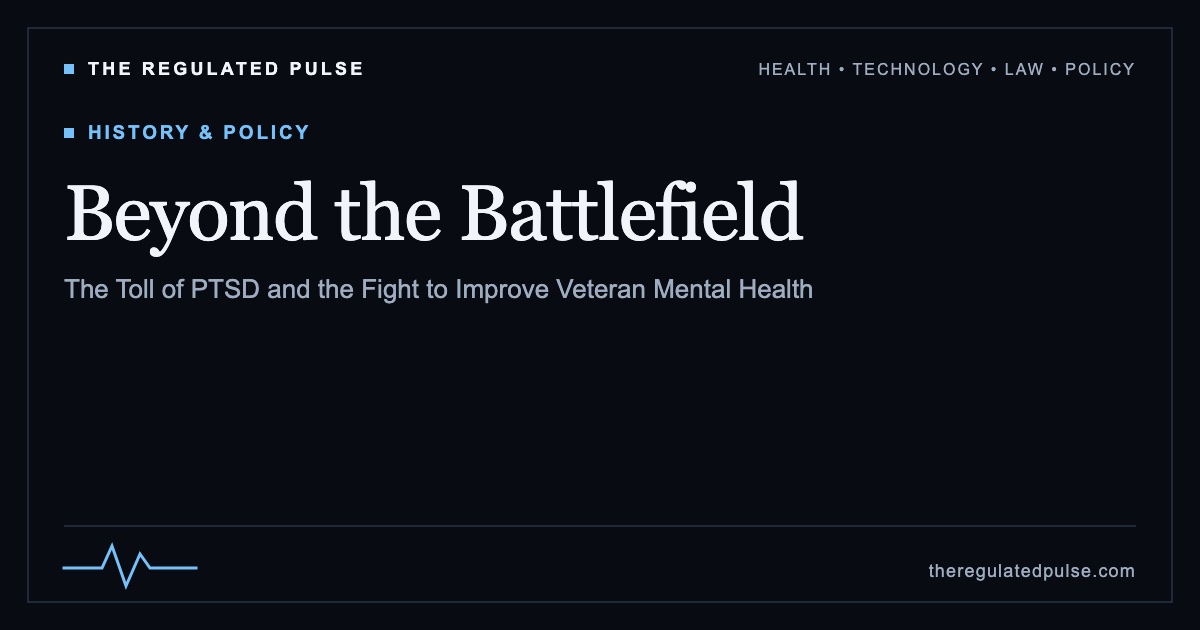 THE REGULATED PULSE
HEALTH • TECHNOLOGY • LAW • POLICY
HISTORY & POLICY
Beyond the Battlefield
The Toll of PTSD and the Fight to Improve Veteran Mental Health
theregulatedpulse.com